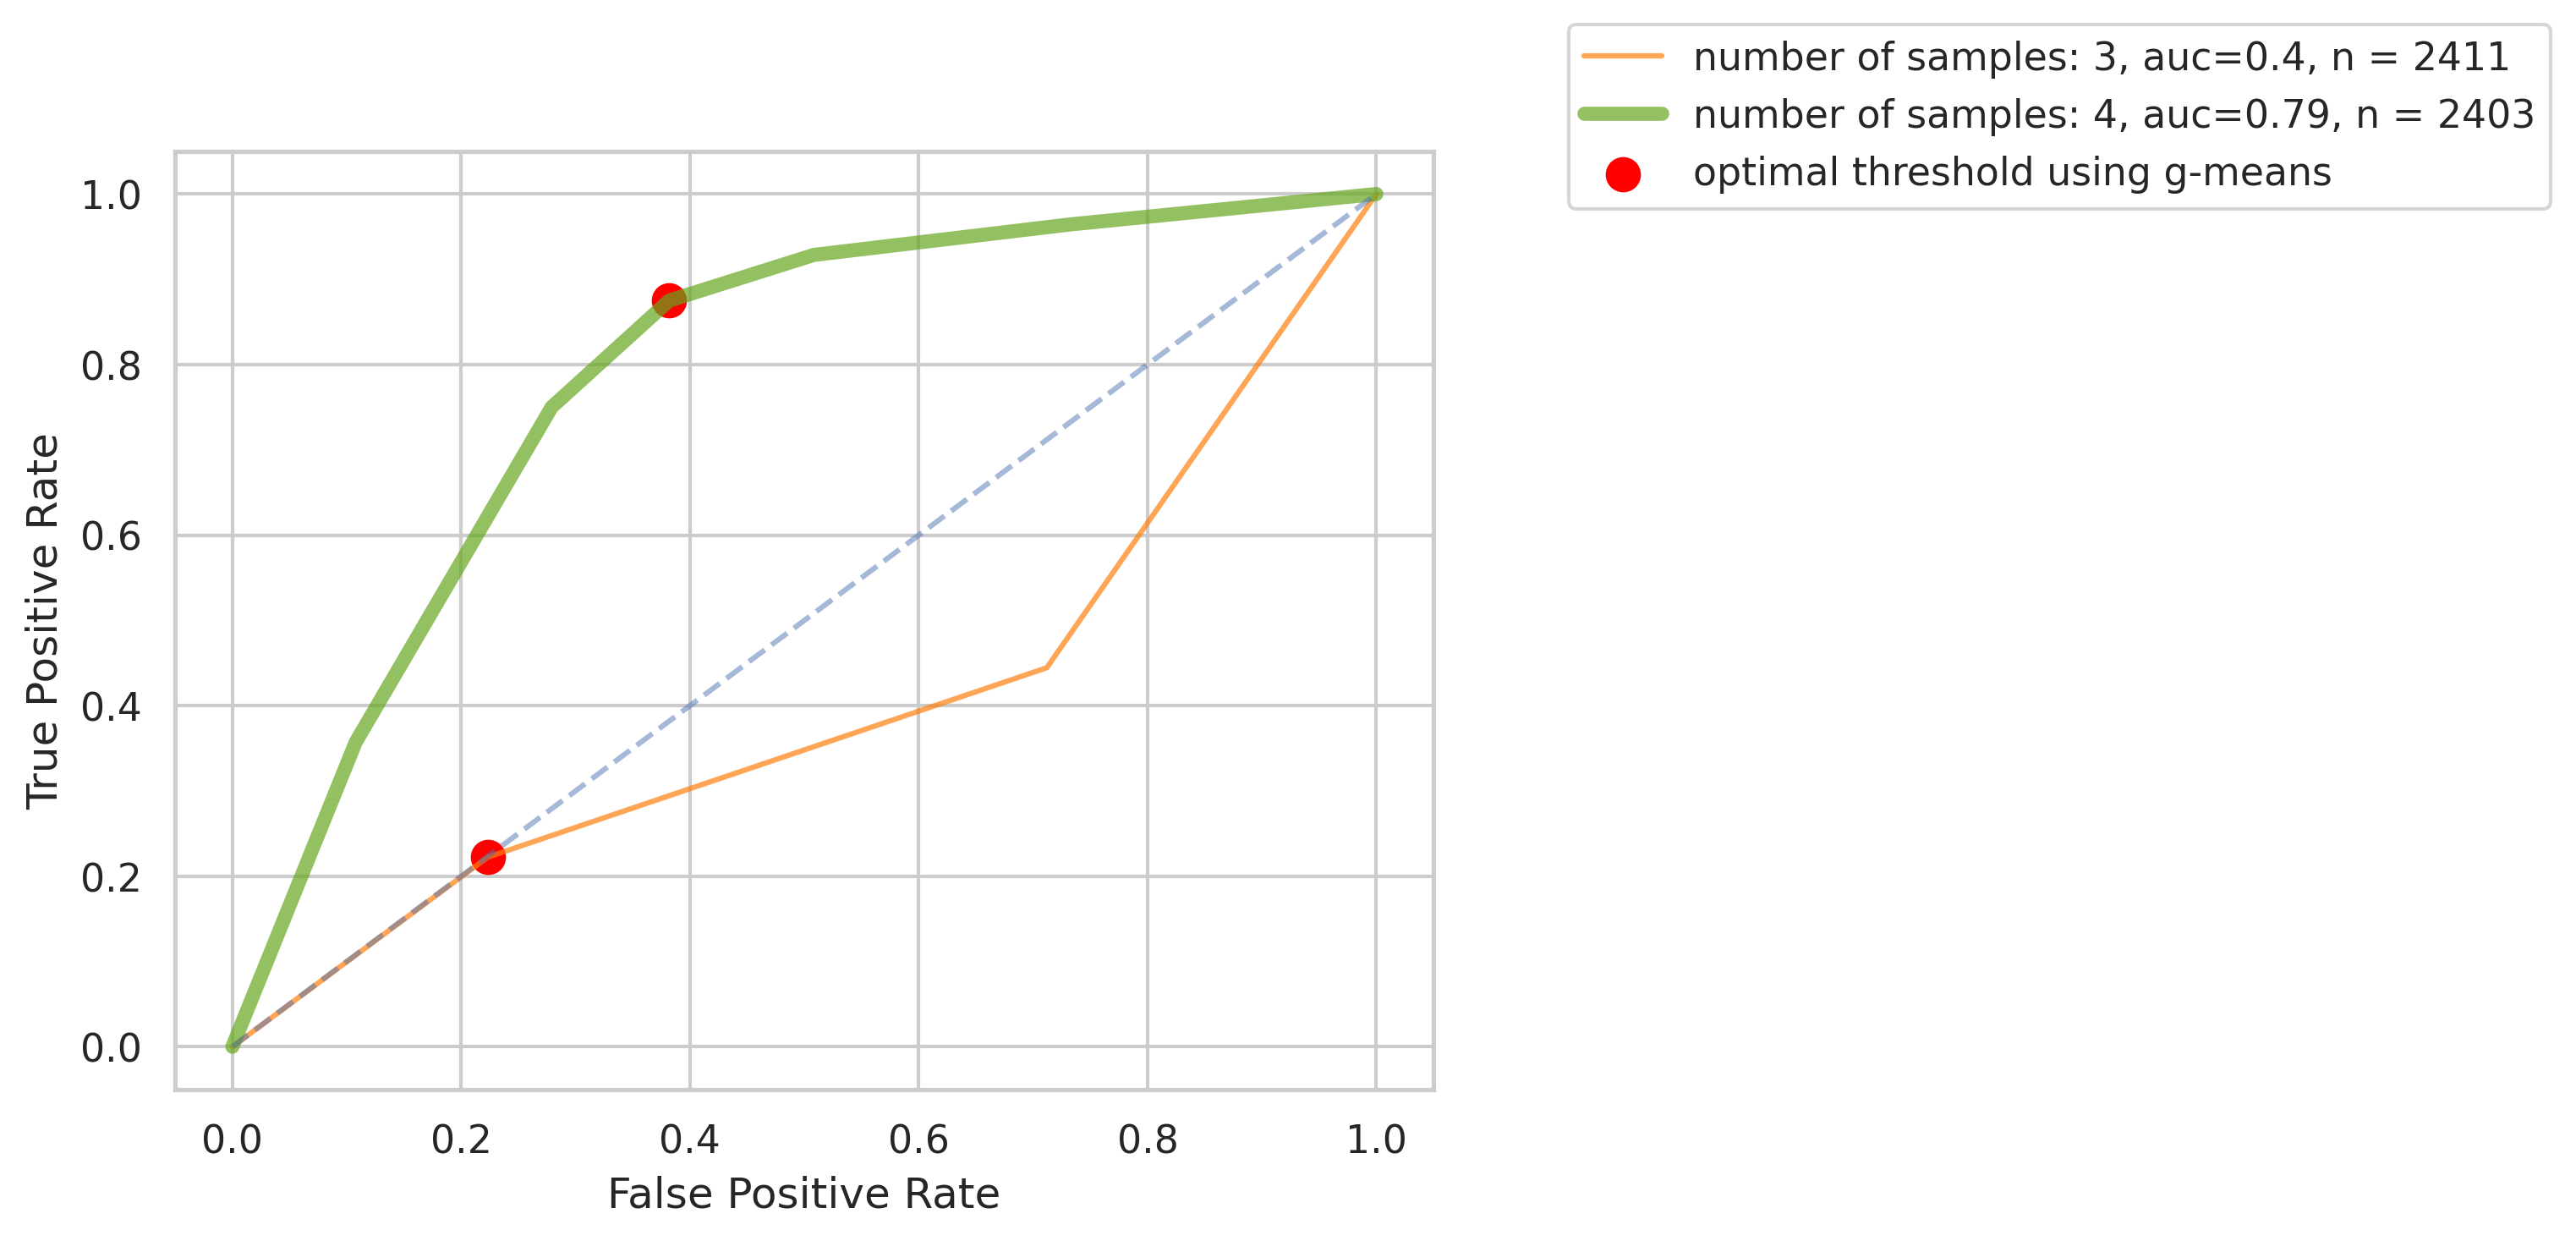 number of samples: 3, auc=0.4, n = 2411
number of samples: 4, auc=0.79, n = 2403
optimal threshold using g-means
1.0
0.8
0.6
0.4
0.2
0.0
True Positive Rate
0.0 0.2 0.4 0.6 0.8 1.0
False Positive Rate